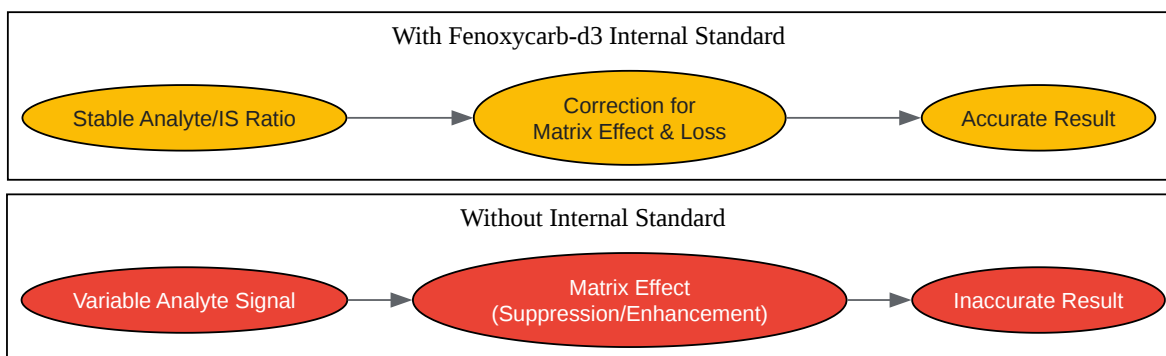 With Fenoxycarb-d3 Internal Standard
Stable Analyte/IS Ratio
Correction for
Matrix Effect & Loss
Accurate Result
Without Internal Standard
Variable Analyte Signal
Matrix Effect
(Suppression/Enhancement)
Inaccurate Result